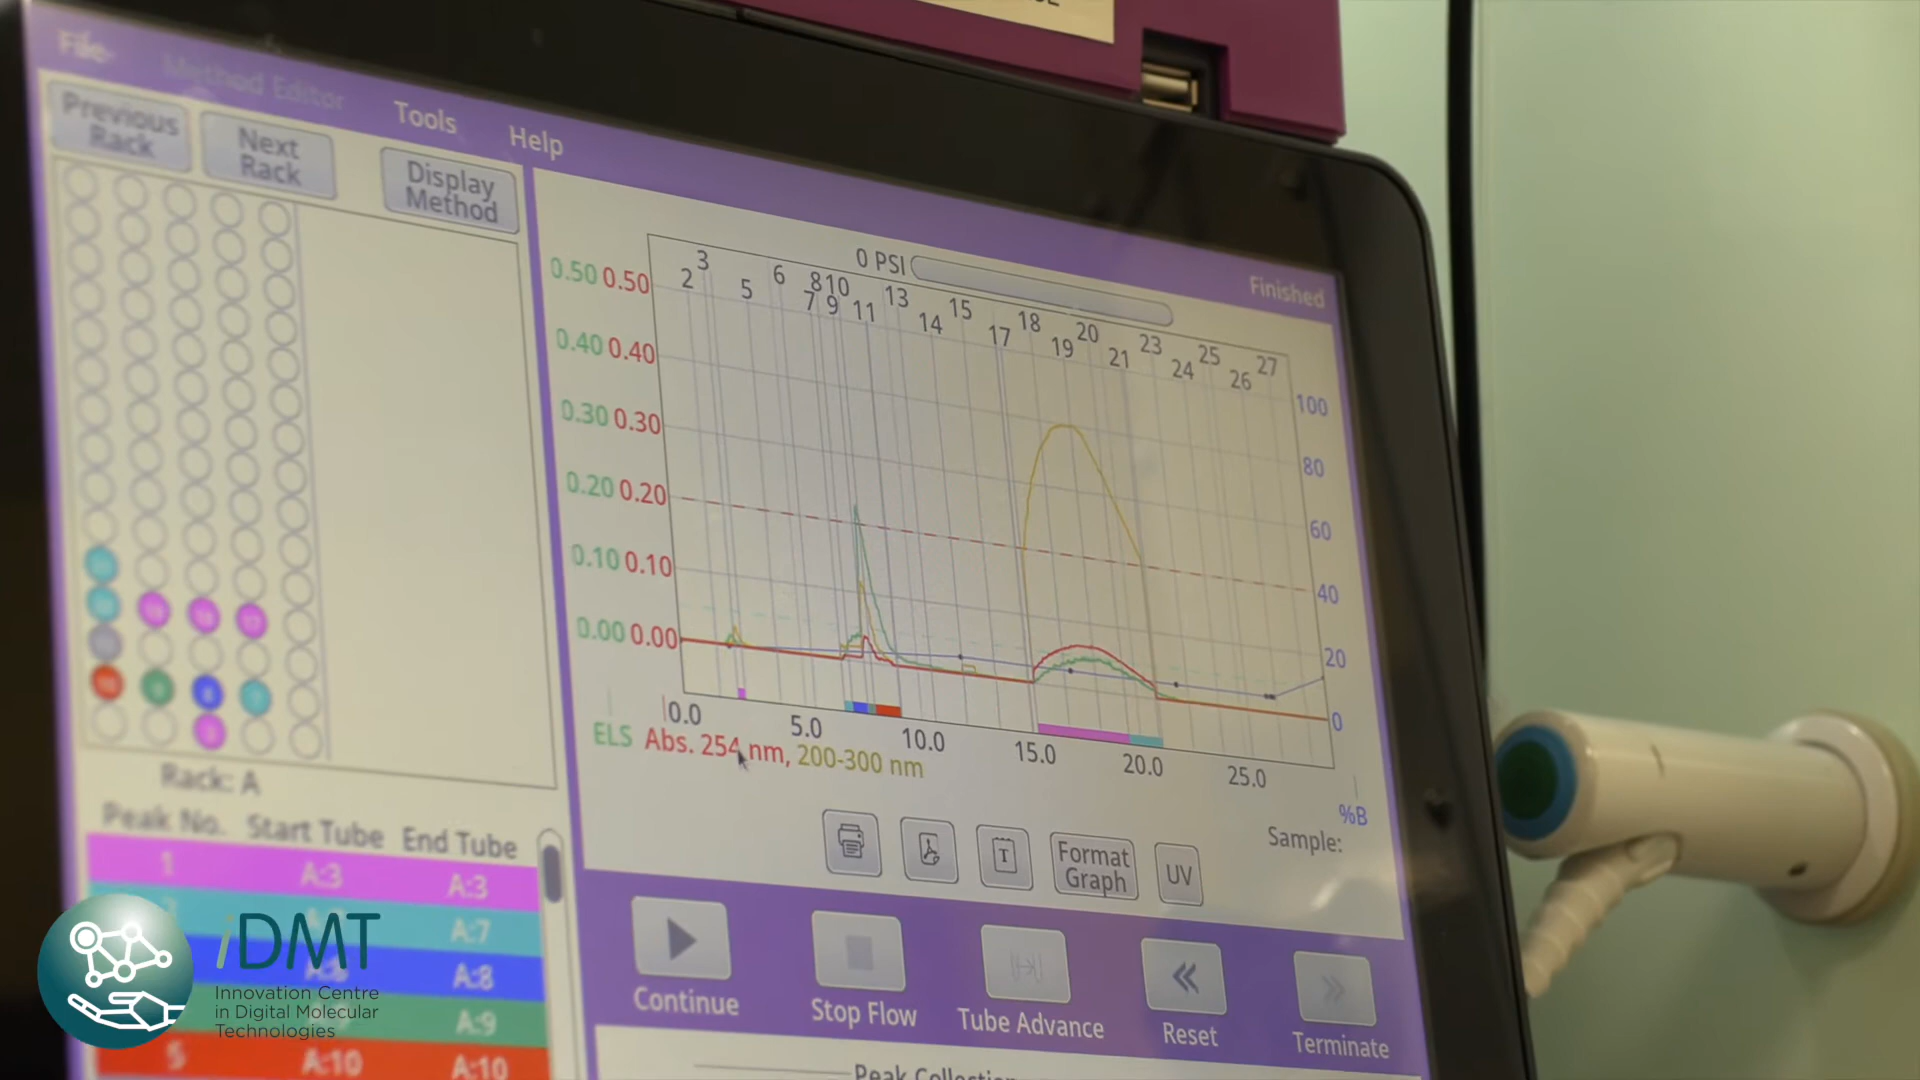 File
Method Editor
Tools
Help
Previous
Rack
Next
Rack
Display
Method
Finished
0 PSI
2 3 5 6 7 8 9 10 11 13 14 15 17 18 19 20 21 23 24 25 26 27
0.50 0.50
0.40 0.40
0.30 0.30
0.20 0.20
0.10 0.10
0.00 0.00
100
80
60
40
20
0
0.0 5.0 10.0 15.0 20.0 25.0
ELS Abs. 254 nm, 200-300 nm
%B
Sample:
Rack: A
Peak No. Start Tube End Tube
1 A:3 A:3
A:7
A:8
A:9
5 A:10 A:10
Format
Graph
UV
Continue
Stop Flow
Tube Advance
Reset
Terminate
Peak Collection
iDMT
Innovation Centre
in Digital Molecular
Technologies